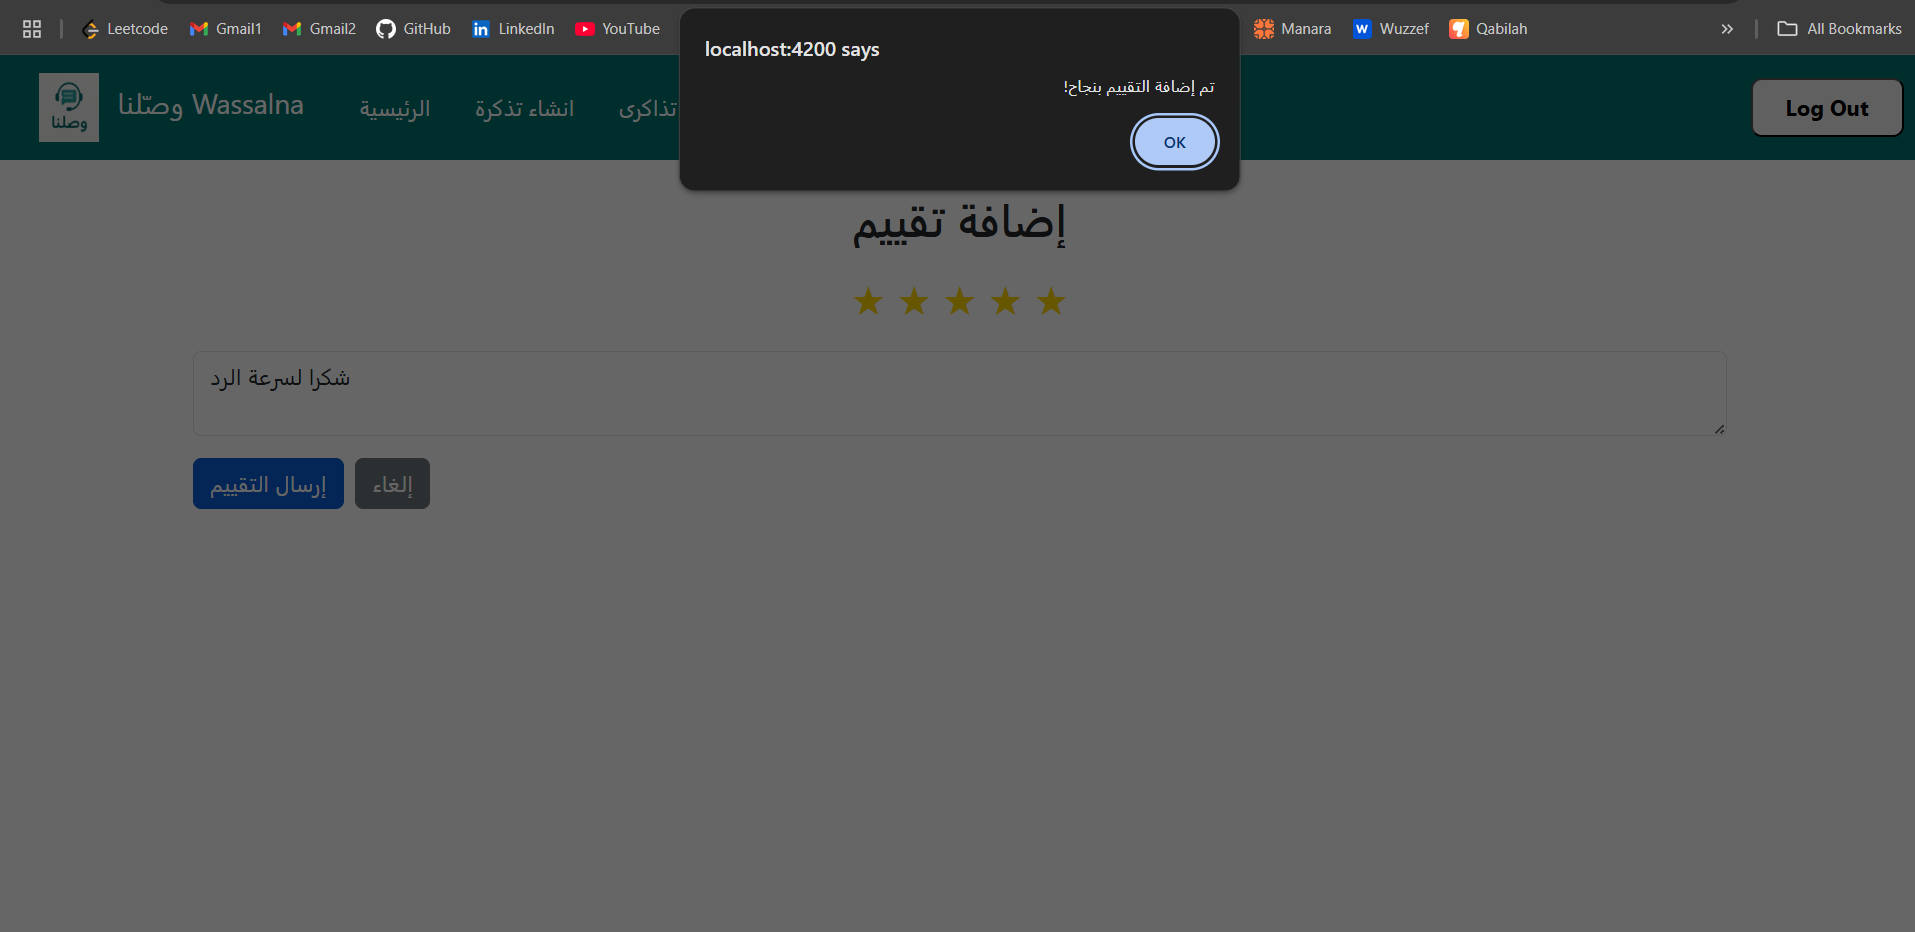 Leetcode Gmail1 Gmail2 GitHub LinkedIn YouTube Manara Wuzzef Qabilah » All Bookmarks
localhost:4200 says
تم إضافة التقييم بنجاح!
OK
وصلنا
وصّلنا Wassalna
الرئيسية
انشاء تذكرة
تذاكرى
Log Out
إضافة تقييم
شكرا لسرعة الرد
إرسال التقييم
إلغاء